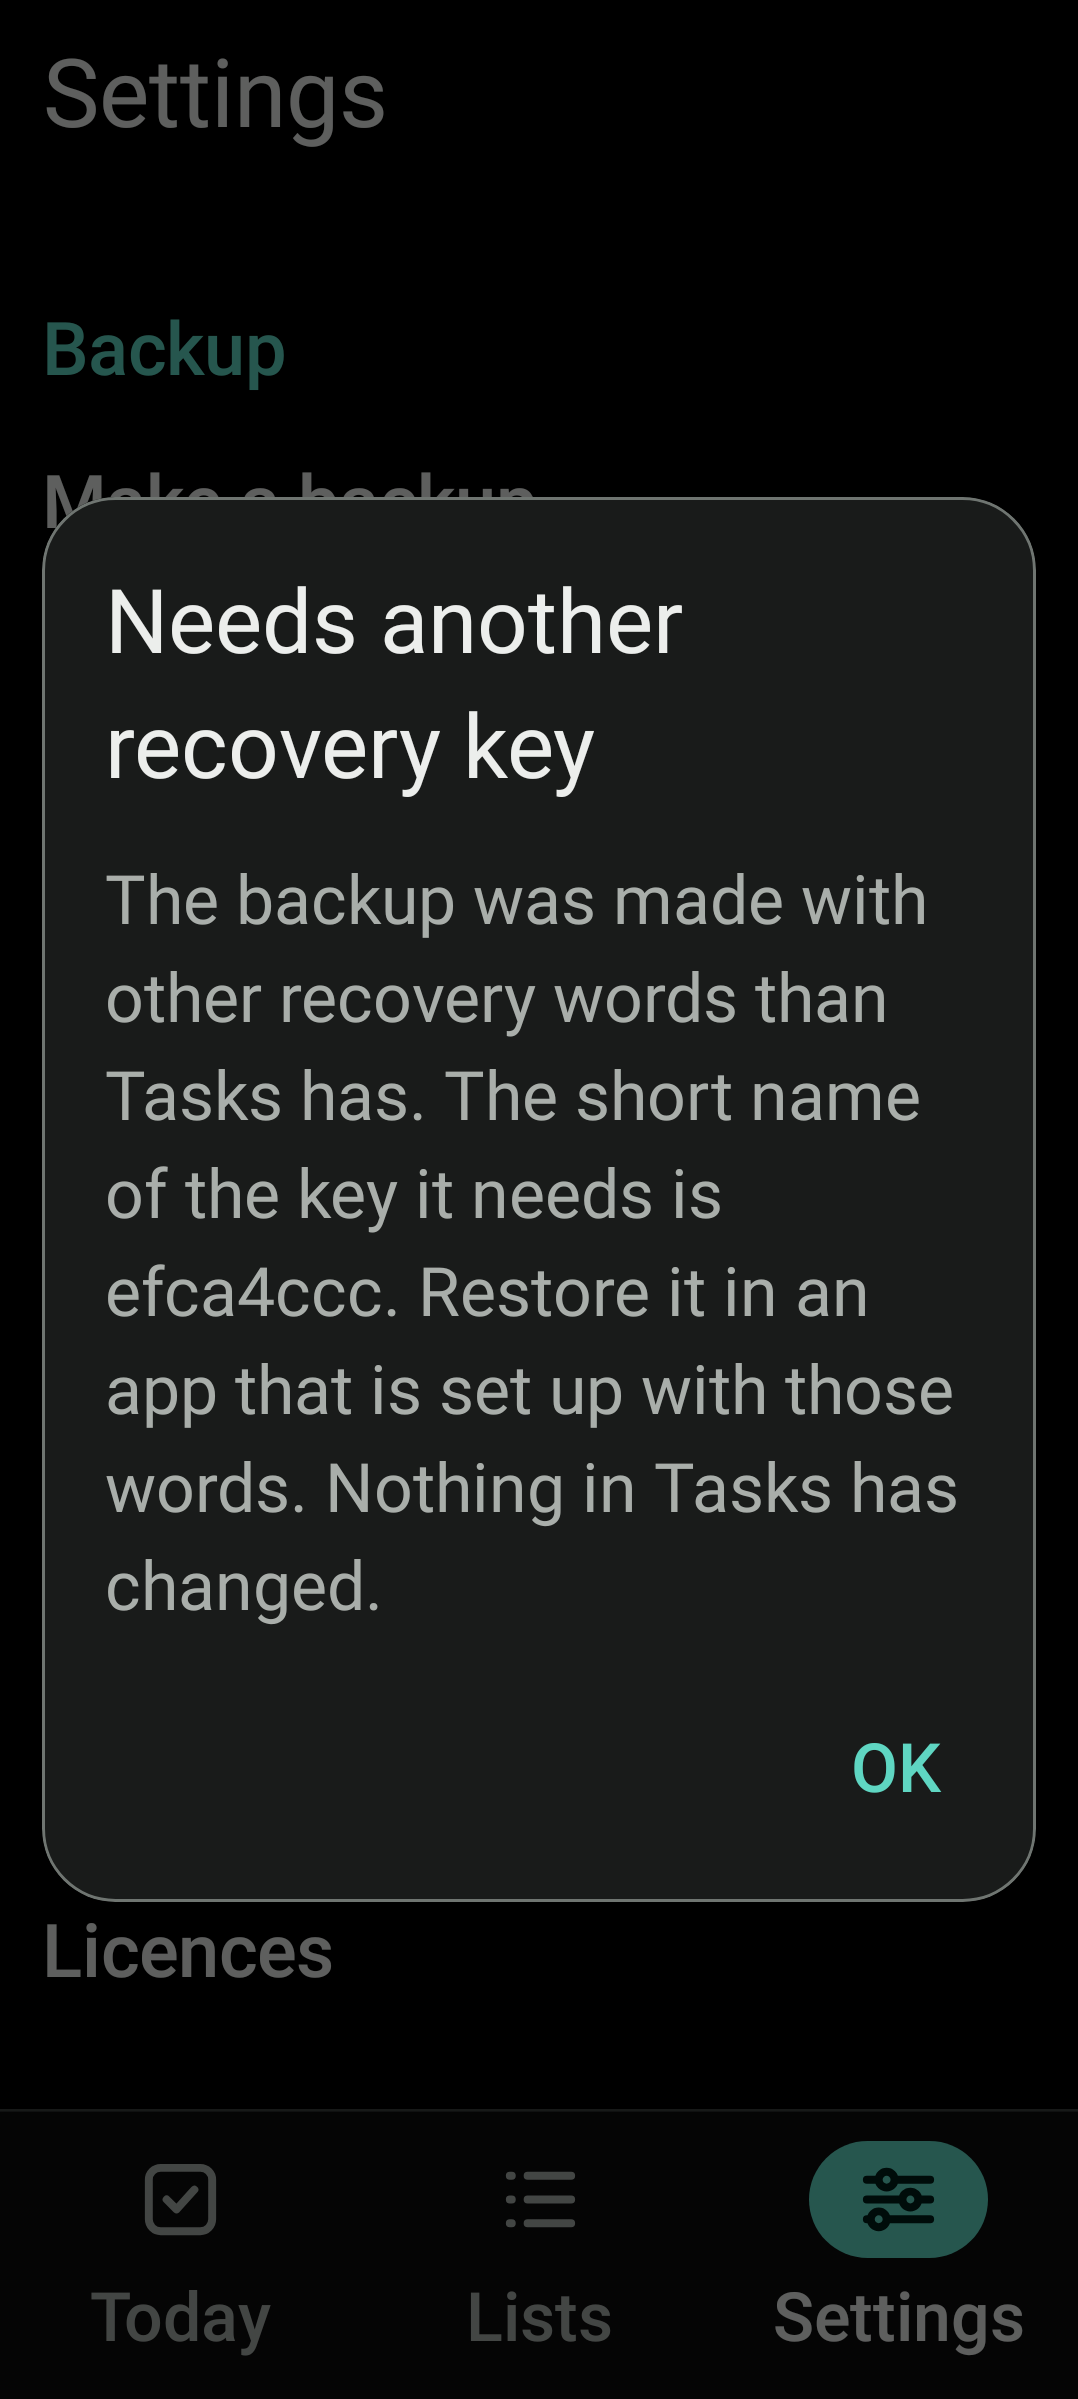 Settings
Backup
Make a backup
Needs another
recovery key
The backup was made with
other recovery words than
Tasks has. The short name
of the key it needs is
efca4ccc. Restore it in an
app that is set up with those
words. Nothing in Tasks has
changed.
OK
Licences
Today
Lists
Settings